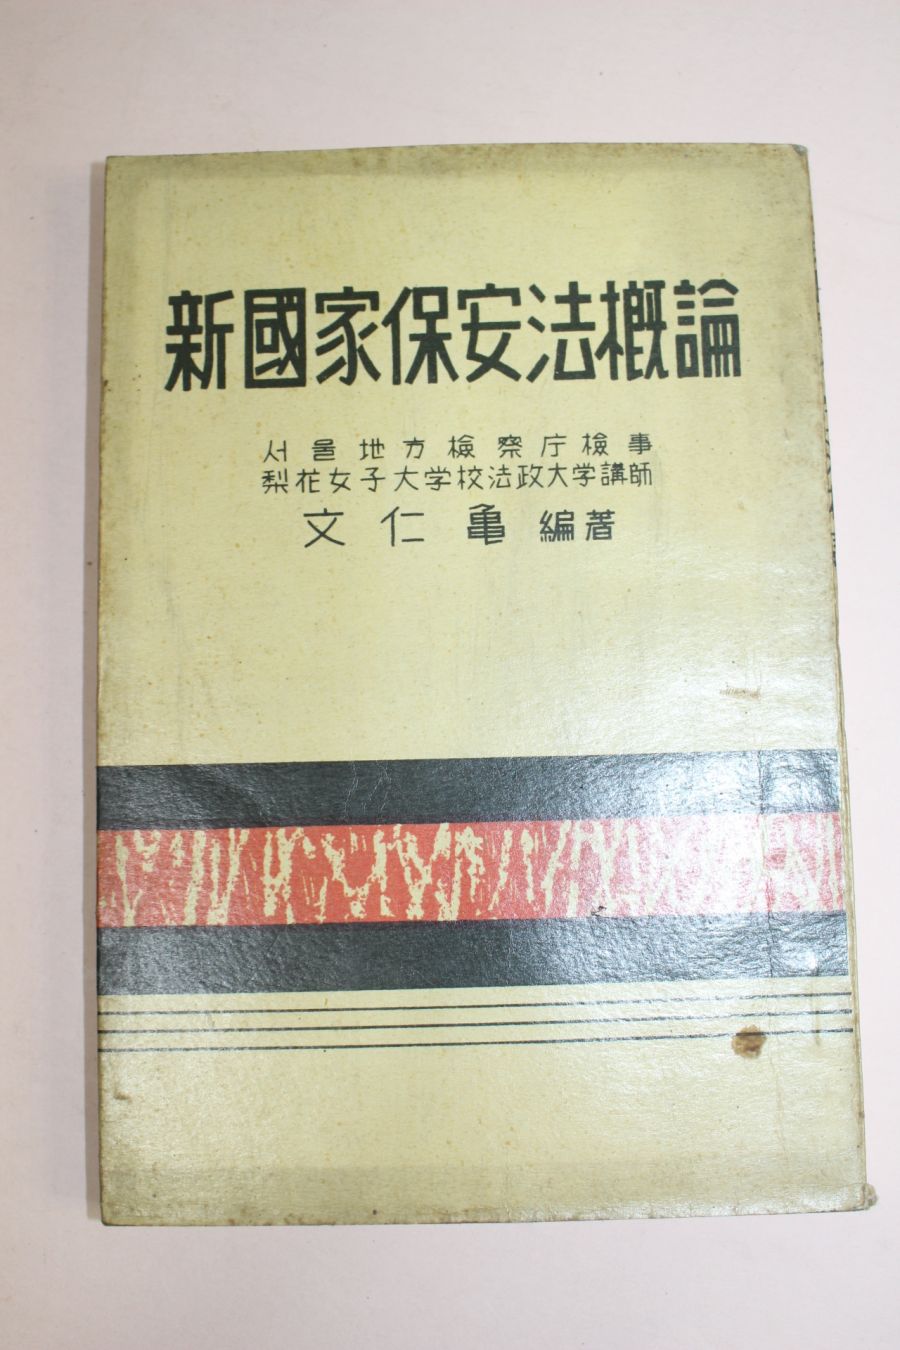 新國家保安法槪論
서울地方檢察庁檢事
梨花女子大学校法政大学講師
文仁亀 編著